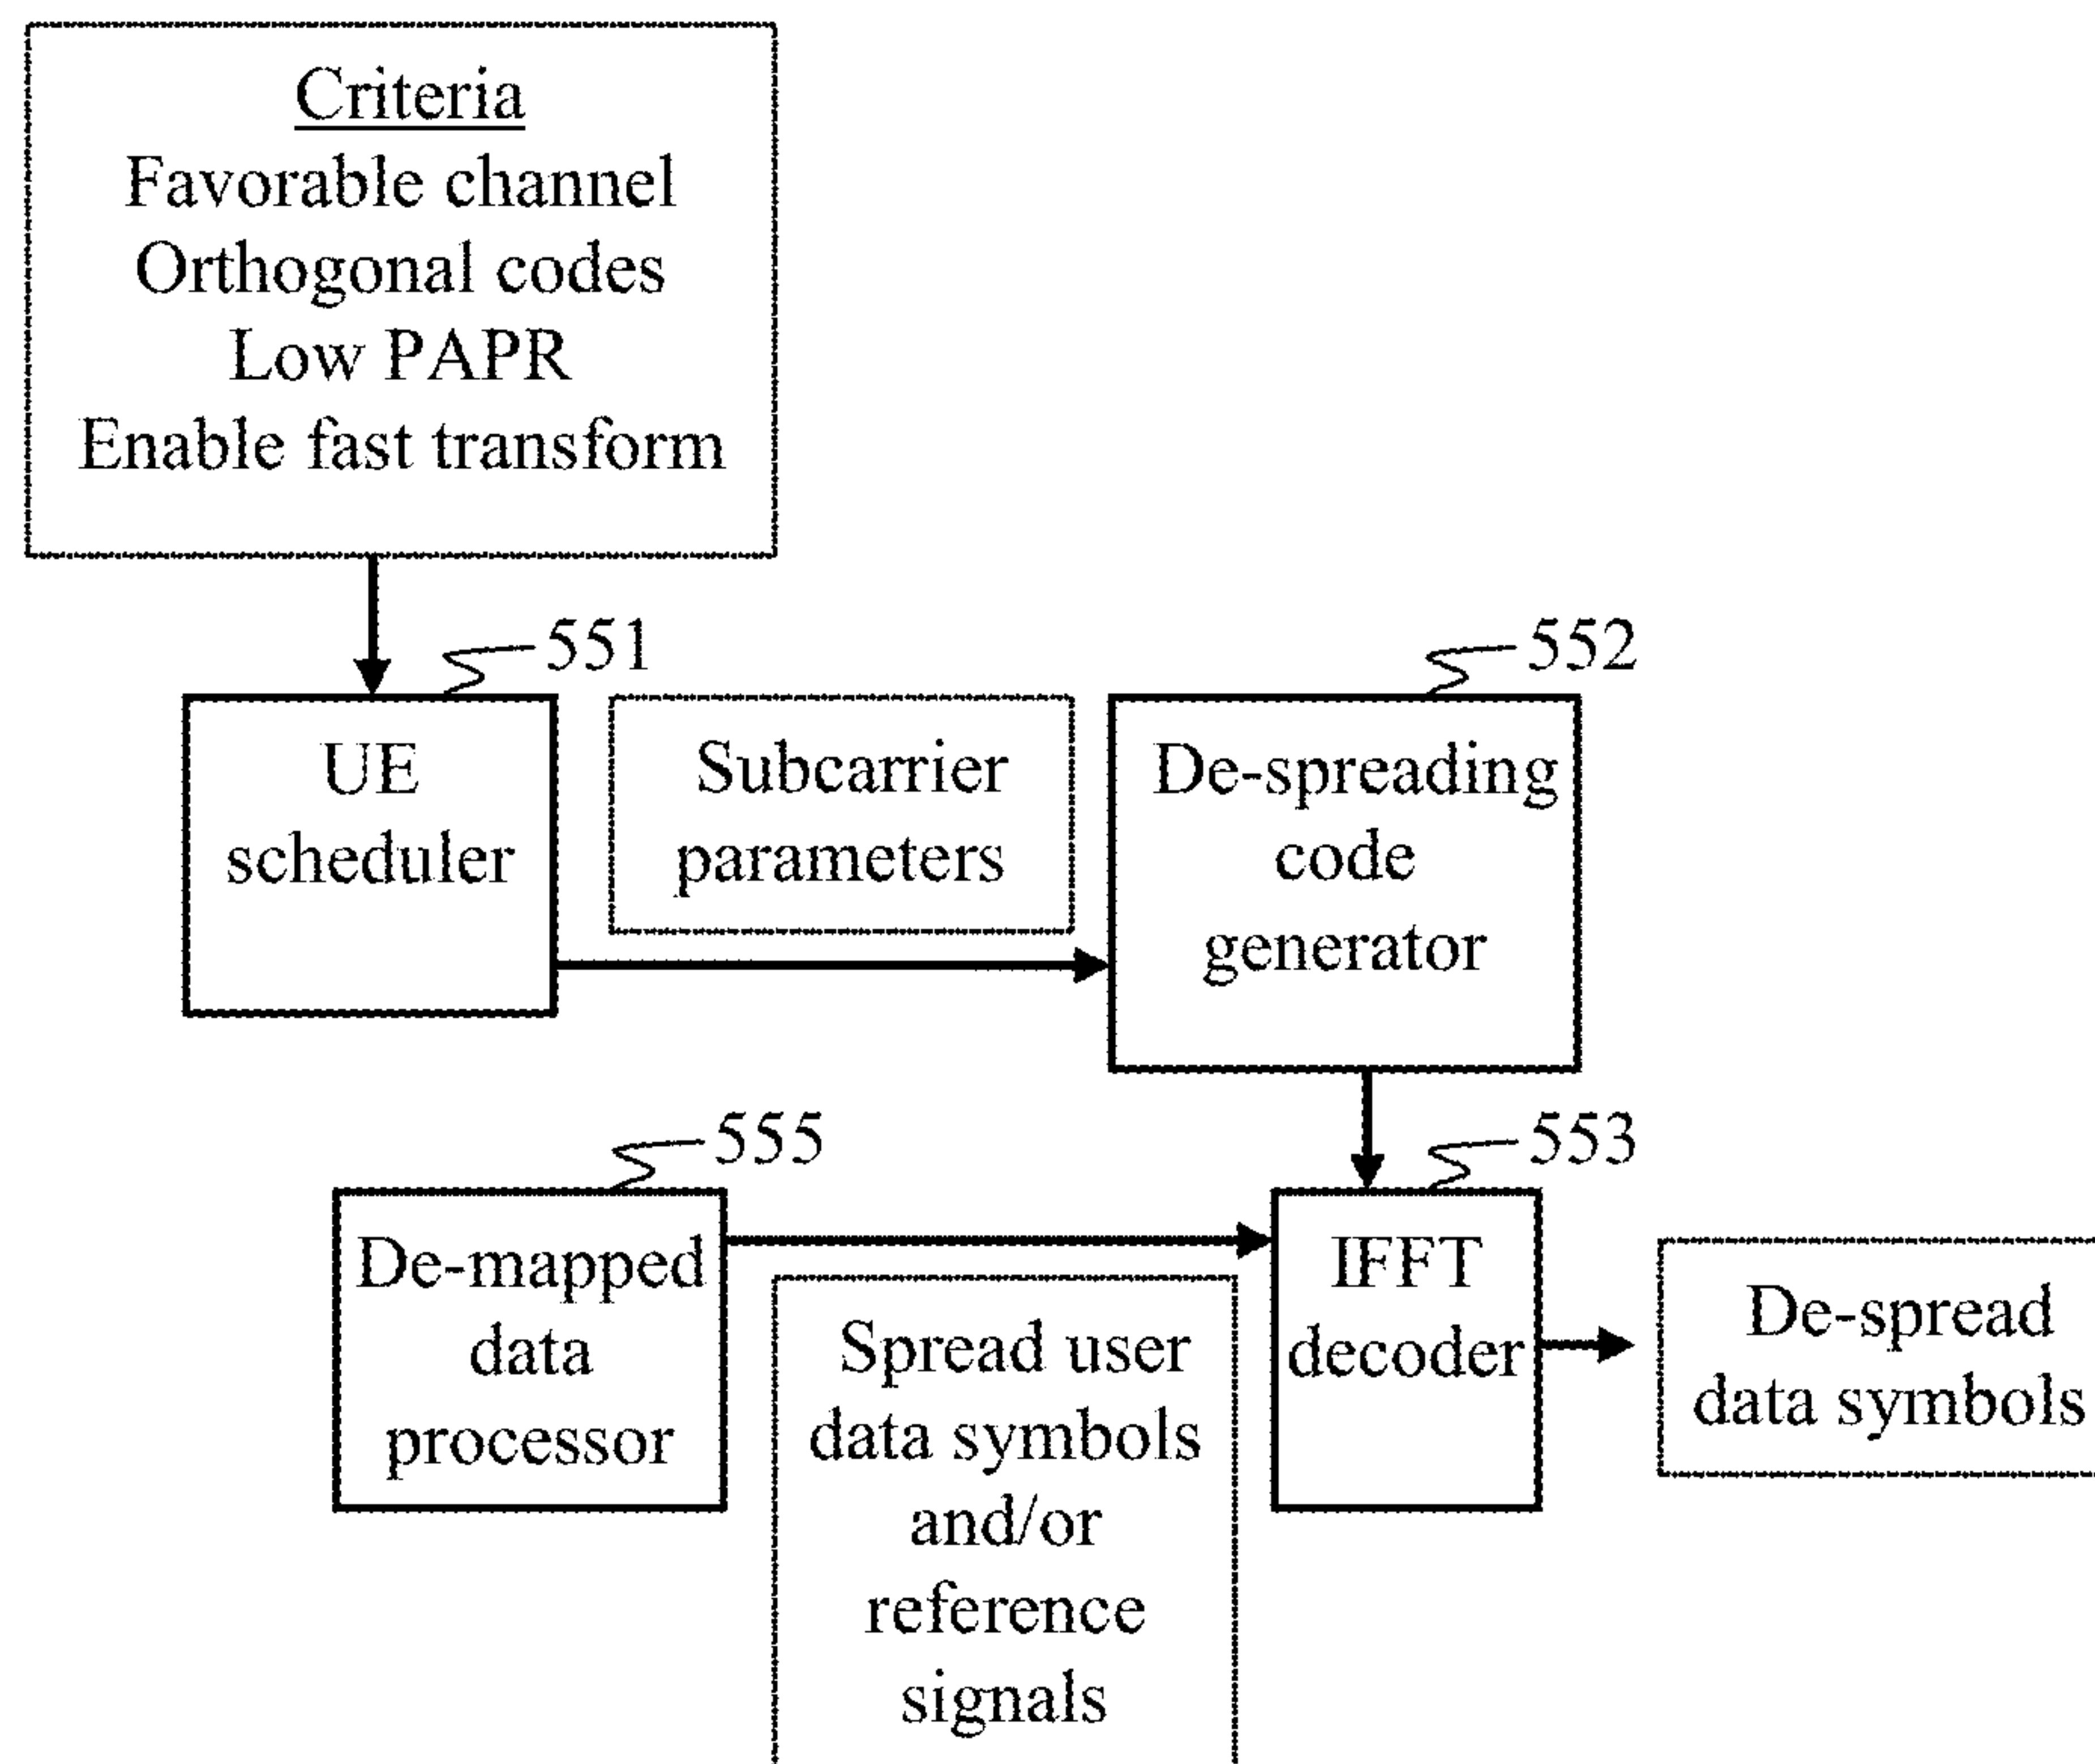 Criteria
Favorable channel
Orthogonal codes
Low PAPR
Enable fast transform
551
552
UE
scheduler
Subcarrier
parameters
De-spreading
code
generator
555
553
De-mapped
data
processor
Spread user
data symbols
and/or
reference
signals
IFFT
decoder
De-spread
data symbols